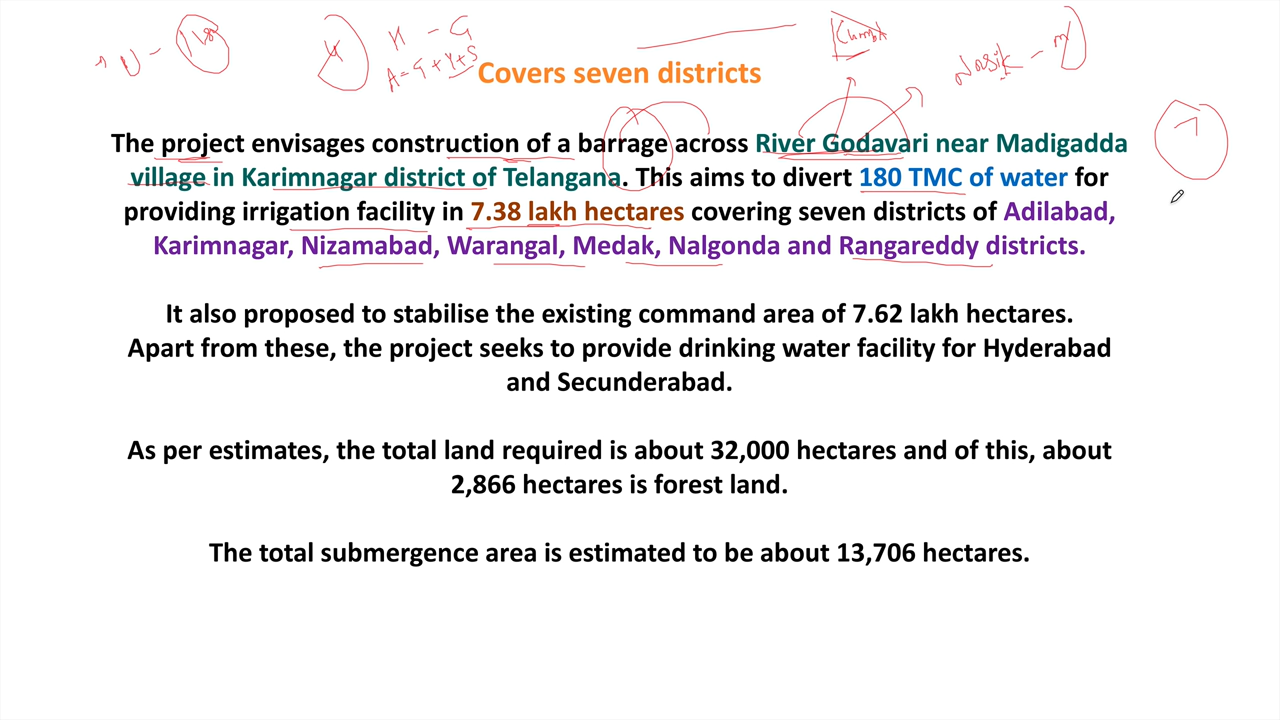 H - G
A = G + Y + S
Kumbh
Nasik - M
7
Covers seven districts
The project envisages construction of a barrage across River Godavari near Madigadda
village in Karimnagar district of Telangana. This aims to divert 180 TMC of water for
providing irrigation facility in 7.38 lakh hectares covering seven districts of Adilabad,
Karimnagar, Nizamabad, Warangal, Medak, Nalgonda and Rangareddy districts.
It also proposed to stabilise the existing command area of 7.62 lakh hectares.
Apart from these, the project seeks to provide drinking water facility for Hyderabad
and Secunderabad.
As per estimates, the total land required is about 32,000 hectares and of this, about
2,866 hectares is forest land.
The total submergence area is estimated to be about 13,706 hectares.